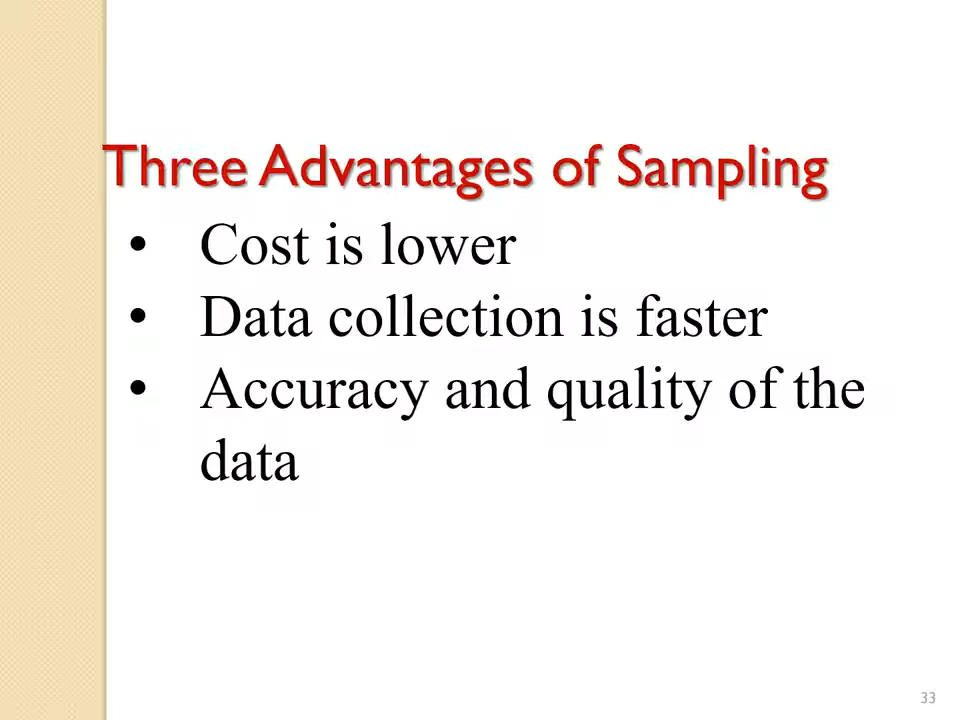 Three Advantages of Sampling
• Cost is lower
• Data collection is faster
• Accuracy and quality of the
data
33